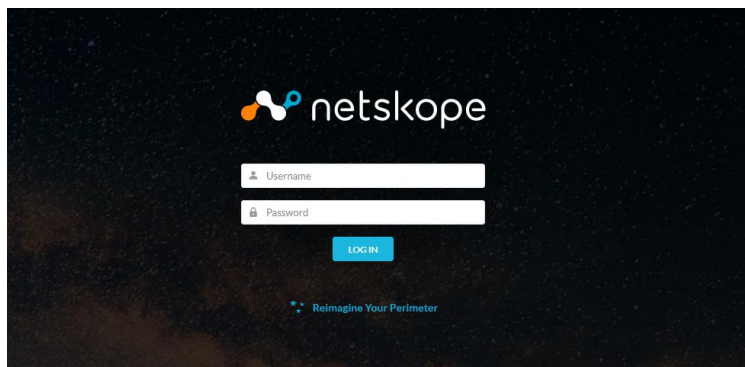 netskope
Username
Password
LOG IN
Reimagine Your Perimeter